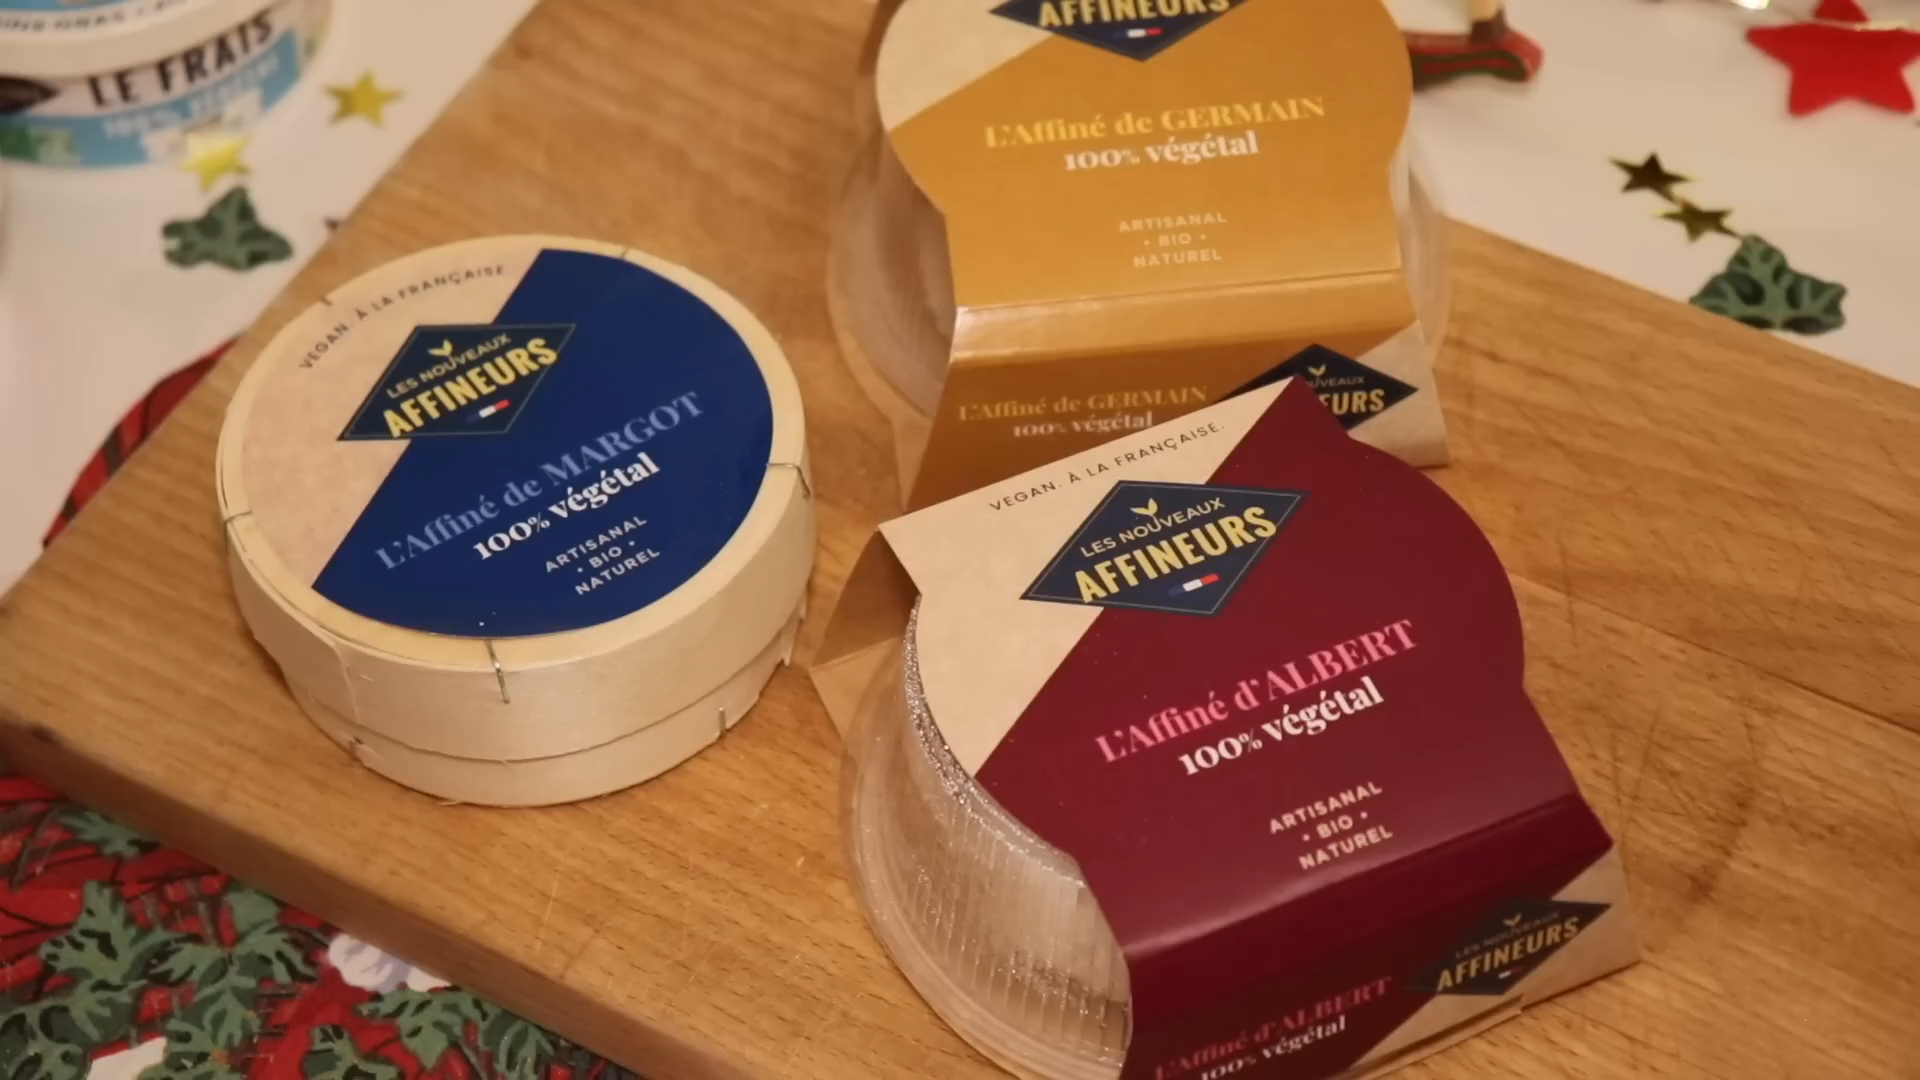 LE FRAIS
100% VÉGÉTAL
AFFINEURS
L'Affiné de GERMAIN
100% végétal
ARTISANAL
• BIO •
NATUREL
L'Affiné de GERMAIN
100% végétal
VEGAN. À LA FRANÇAISE
LES NOUVEAUX
AFFINEURS
L'Affiné de MARGOT
100% végétal
ARTISANAL
• BIO •
NATUREL
VEGAN. À LA FRANÇAISE.
LES NOUVEAUX
AFFINEURS
L'Affiné d'ALBERT
100% végétal
ARTISANAL
• BIO •
NATUREL
LES NOUVEAUX
AFFINEURS
L'Affiné d'ALBERT
100% végétal